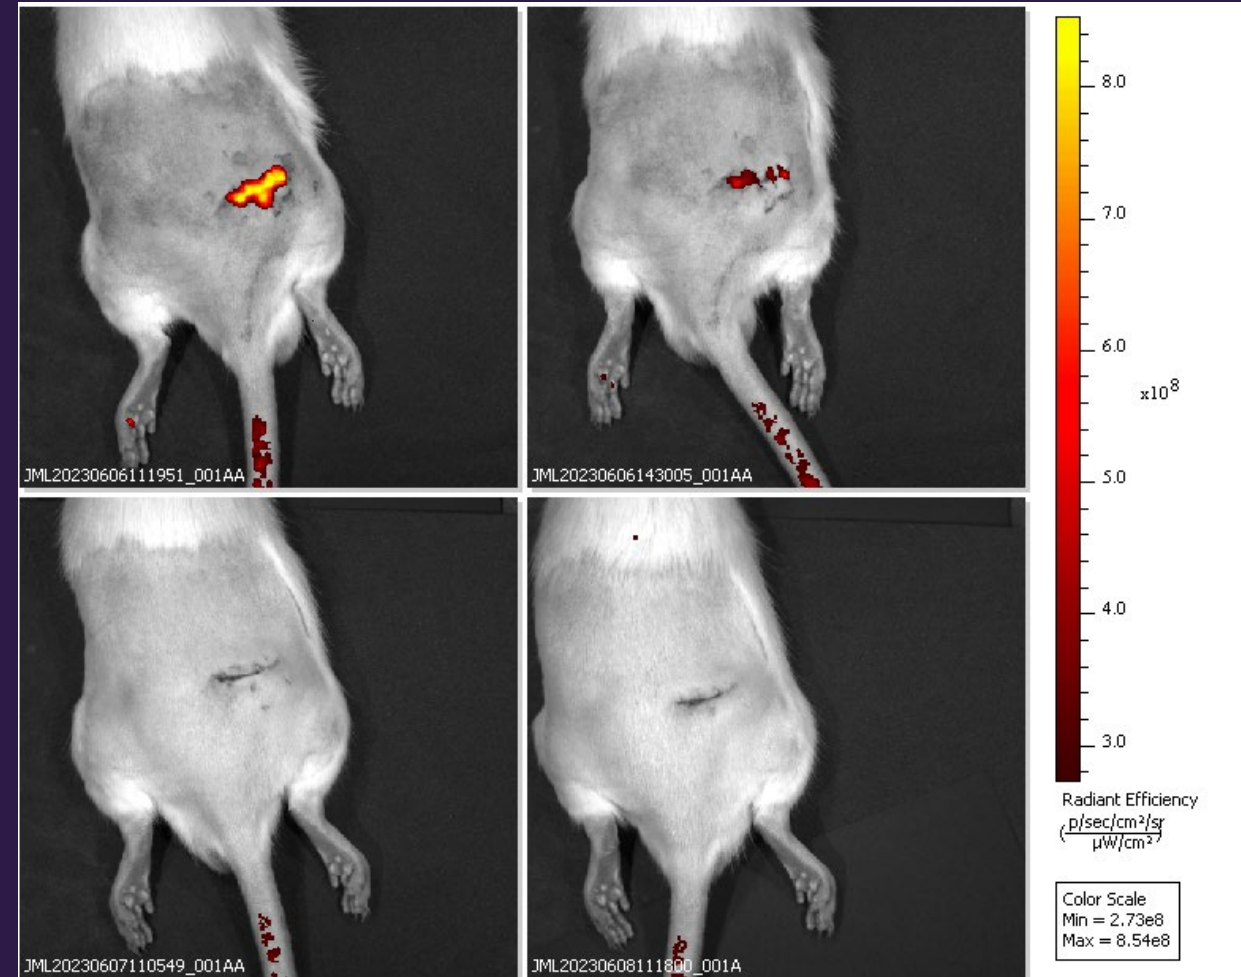 JML20230606111951_001AA
JML20230606143005_001AA
JML20230607110549_001AA
JML20230608111800_001A
8.0
7.0
6.0
5.0
4.0
3.0
x10⁸
Radiant Efficiency
(p/sec/cm²/sr
µW/cm²)
Color Scale
Min = 2.73e8
Max = 8.54e8